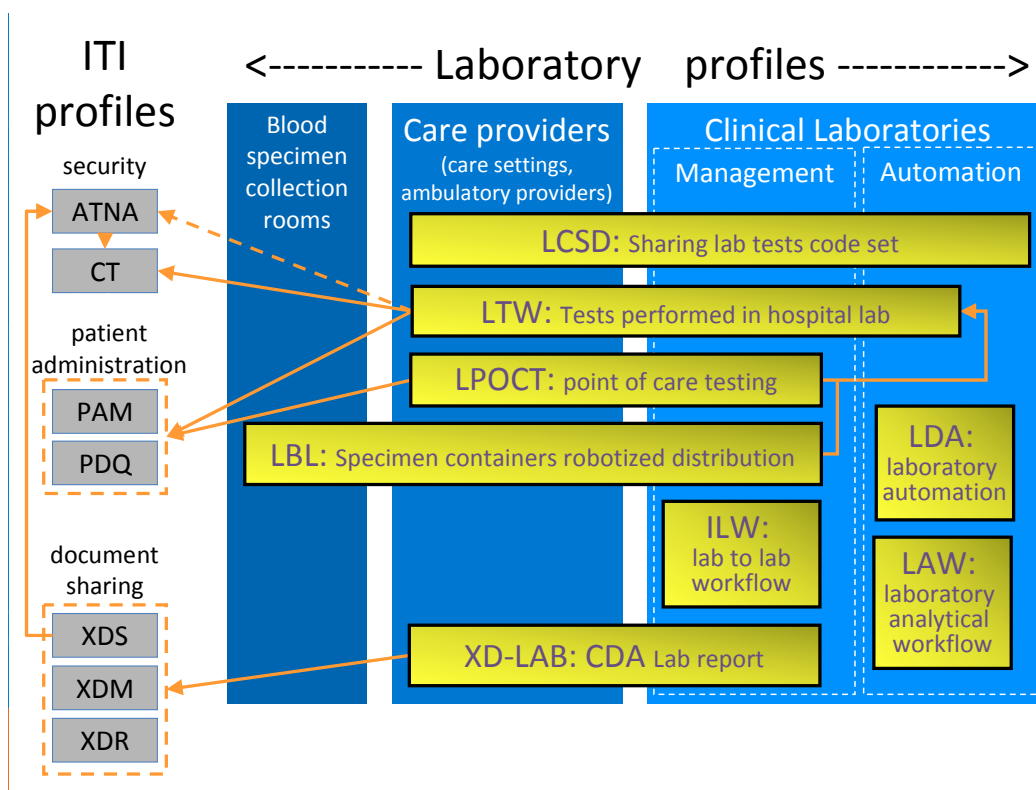 ITI
profiles
<----------- Laboratory profiles ------------>
security
ATNA
CT
patient
administration
PAM
PDQ
document
sharing
XDS
XDM
XDR
Blood
specimen
collection
rooms
Care providers
(care settings,
ambulatory providers)
Clinical Laboratories
Management
Automation
LCSD: Sharing lab tests code set
LTW: Tests performed in hospital lab
LPOCT: point of care testing
LBL: Specimen containers robotized distribution
LDA:
laboratory
automation
ILW:
lab to lab
workflow
LAW:
laboratory
analytical
workflow
XD-LAB: CDA Lab report